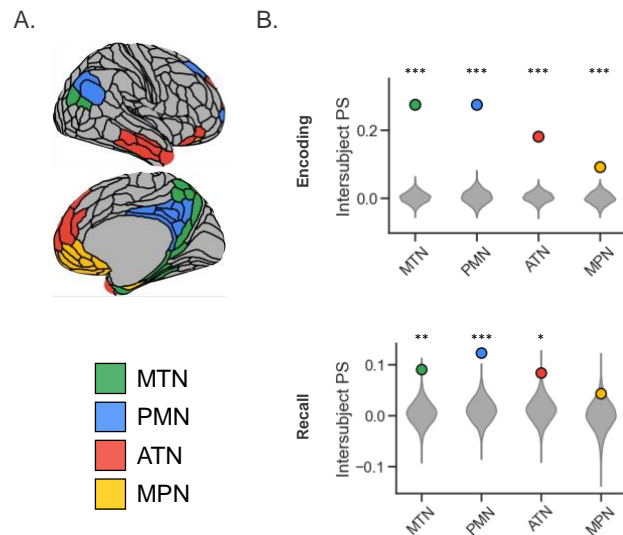 A.
B.
***
***
***
***
Encoding
Intersubject PS
0.2
0.0
MTN
PMN
ATN
MPN
**
***
*
Recall
Intersubject PS
0.1
0.0
−0.1
MTN
PMN
ATN
MPN
MTN
PMN
ATN
MPN